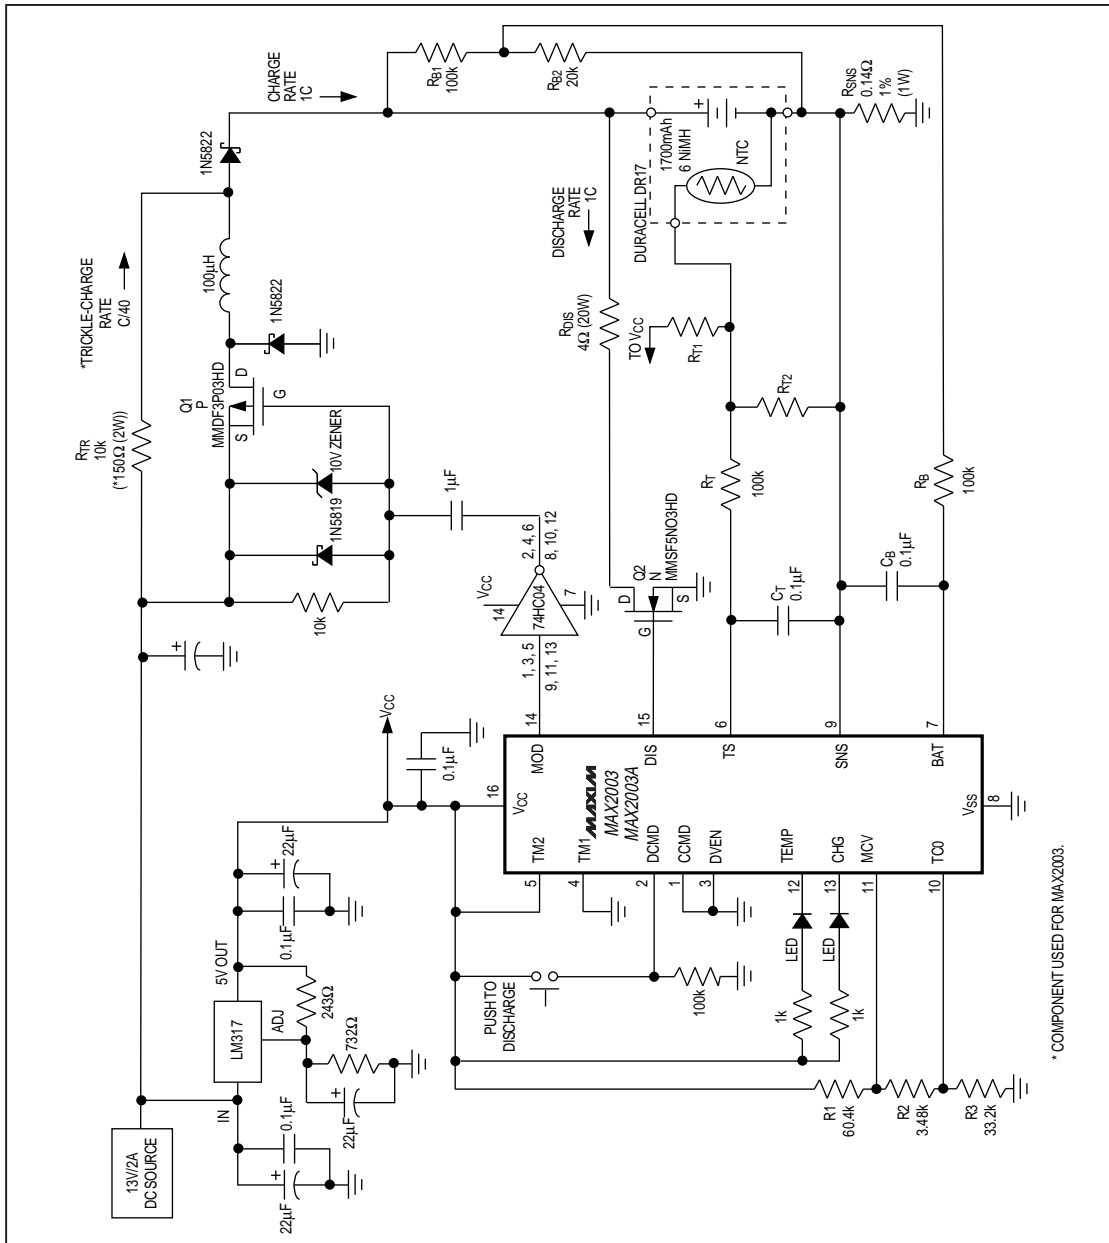 13V/2A
DC SOURCE
IN
22µF
0.1µF
LM317
ADJ
5V OUT
243Ω
732Ω
22µF
0.1µF
22µF
VCC
0.1µF
RTR
10k
(*150Ω (2W))
*TRICKLE-CHARGE
RATE
C/40
10k
1N5819
10V ZENER
Q1
P
MMDF3P03HD
S
D
G
1N5822
100µH
1N5822
CHARGE
RATE
1C
1µF
2, 4, 6
8, 10, 12
VCC
14
74HC04
7
1, 3, 5
9, 11, 13
RB1
100k
RB2
20k
RSNS
0.14Ω
1%
(1W)
+
1700mAh
6 NiMH
NTC
DURACELL DR17
DISCHARGE
RATE
1C
RDIS
4Ω (20W)
TO VCC
RT1
RT2
RT
100k
RB
100k
Q2
N
MMSF5NO3HD
D
G
S
CT
0.1µF
CB
0.1µF
16
14
15
6
9
7
VCC
MOD
DIS
TS
SNS
BAT
MAXIM
MAX2003
MAX2003A
VSS
8
TM2
TM1
DCMD
CCMD
DVEN
TEMP
CHG
MCV
TC0
5
4
2
1
3
12
13
11
10
PUSH TO
DISCHARGE
100k
LED
LED
1k
1k
R1
60.4k
R2
3.48k
R3
33.2k
* COMPONENT USED FOR MAX2003.